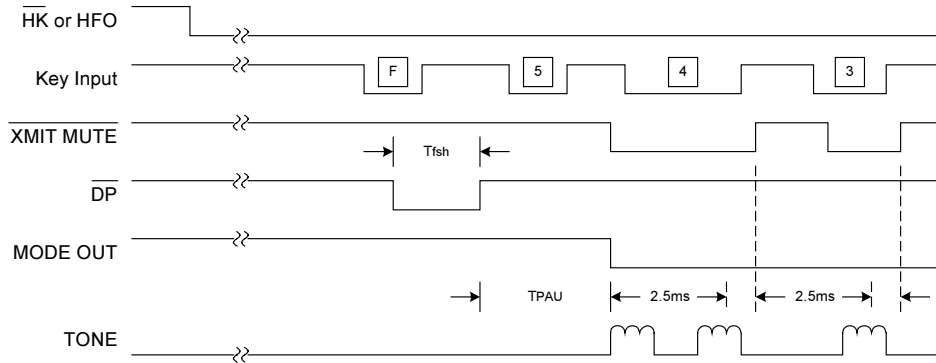 HK or HFO
Key Input F 5 4 3
XMIT MUTE
Tfsh
DP
MODE OUT
TPAU 2.5ms 2.5ms
TONE